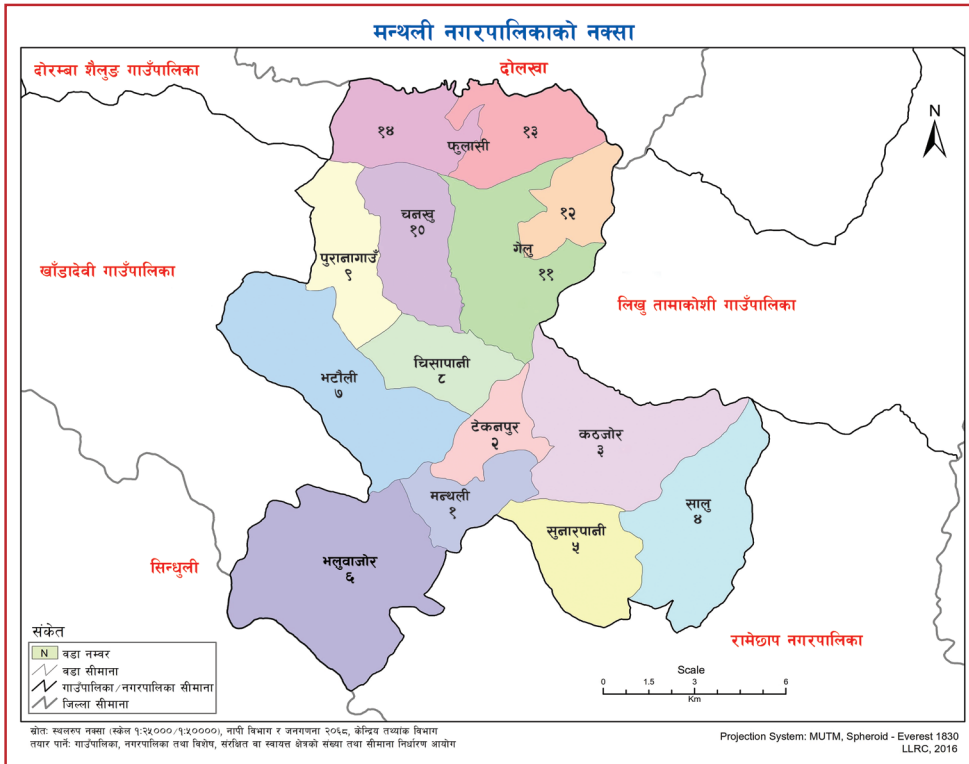 मन्थली नगरपालिकाको नक्सा
दोरम्बा शैलुङ गाउँपालिका
दोलखा
N
१४
१३
फुलासी
१२
चनखु
१०
गेलु
११
पुरानागाउँ
९
खाँडादेवी गाउँपालिका
लिखु तामाकोशी गाउँपालिका
चिसापानी
८
भटौली
७
टेकनपुर
२
कठजोर
३
मन्थली
१
सालु
४
सुनारपानी
५
सिन्धुली
भलुवाजोर
६
रामेछाप नगरपालिका
संकेत
N वडा नम्बर
वडा सीमाना
गाउँपालिका/नगरपालिका सीमाना
जिल्ला सीमाना
Scale
0 1.5 3 6
Km
स्रोतः स्थलरुप नक्सा (स्केल १:२५०००/१:५००००), नापी विभाग र जनगणना २०६८, केन्द्रिय तथ्यांक विभाग
तयार पार्नेः गाउँपालिका, नगरपालिका तथा विशेष, संरक्षित वा स्वायत्त क्षेत्रको संख्या तथा सीमाना निर्धारण आयोग
Projection System: MUTM, Spheroid - Everest 1830
LLRC, 2016